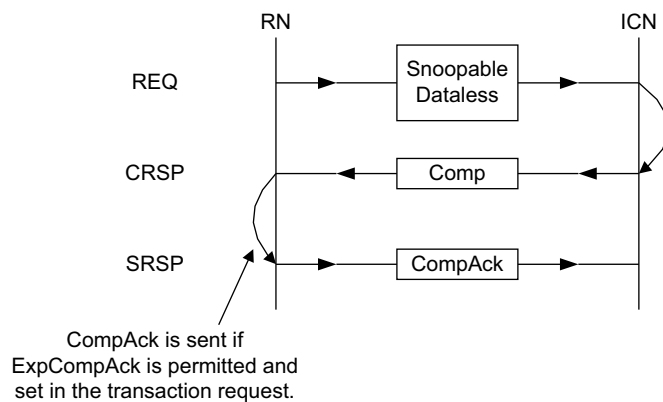 RN
ICN
REQ
Snoopable
Dataless
CRSP
Comp
SRSP
CompAck
CompAck is sent if
ExpCompAck is permitted and
set in the transaction request.